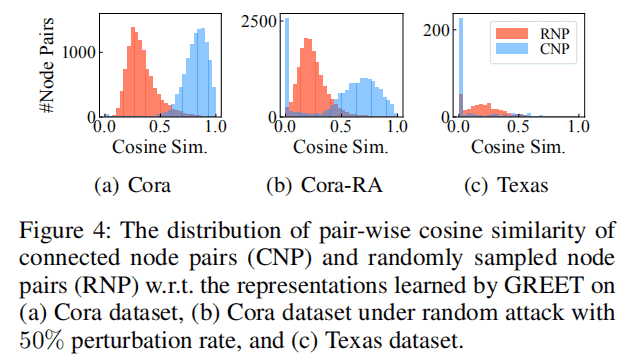 #Node Pairs
1000
0
0.0 0.5 1.0
Cosine Sim.
(a) Cora
2500
0
0.0 0.5 1.0
Cosine Sim.
(b) Cora-RA
200
0
RNP
CNP
0.0 0.5 1.0
Cosine Sim.
(c) Texas
Figure 4: The distribution of pair-wise cosine similarity of
connected node pairs (CNP) and randomly sampled node
pairs (RNP) w.r.t. the representations learned by GREET on
(a) Cora dataset, (b) Cora dataset under random attack with
50% perturbation rate, and (c) Texas dataset.